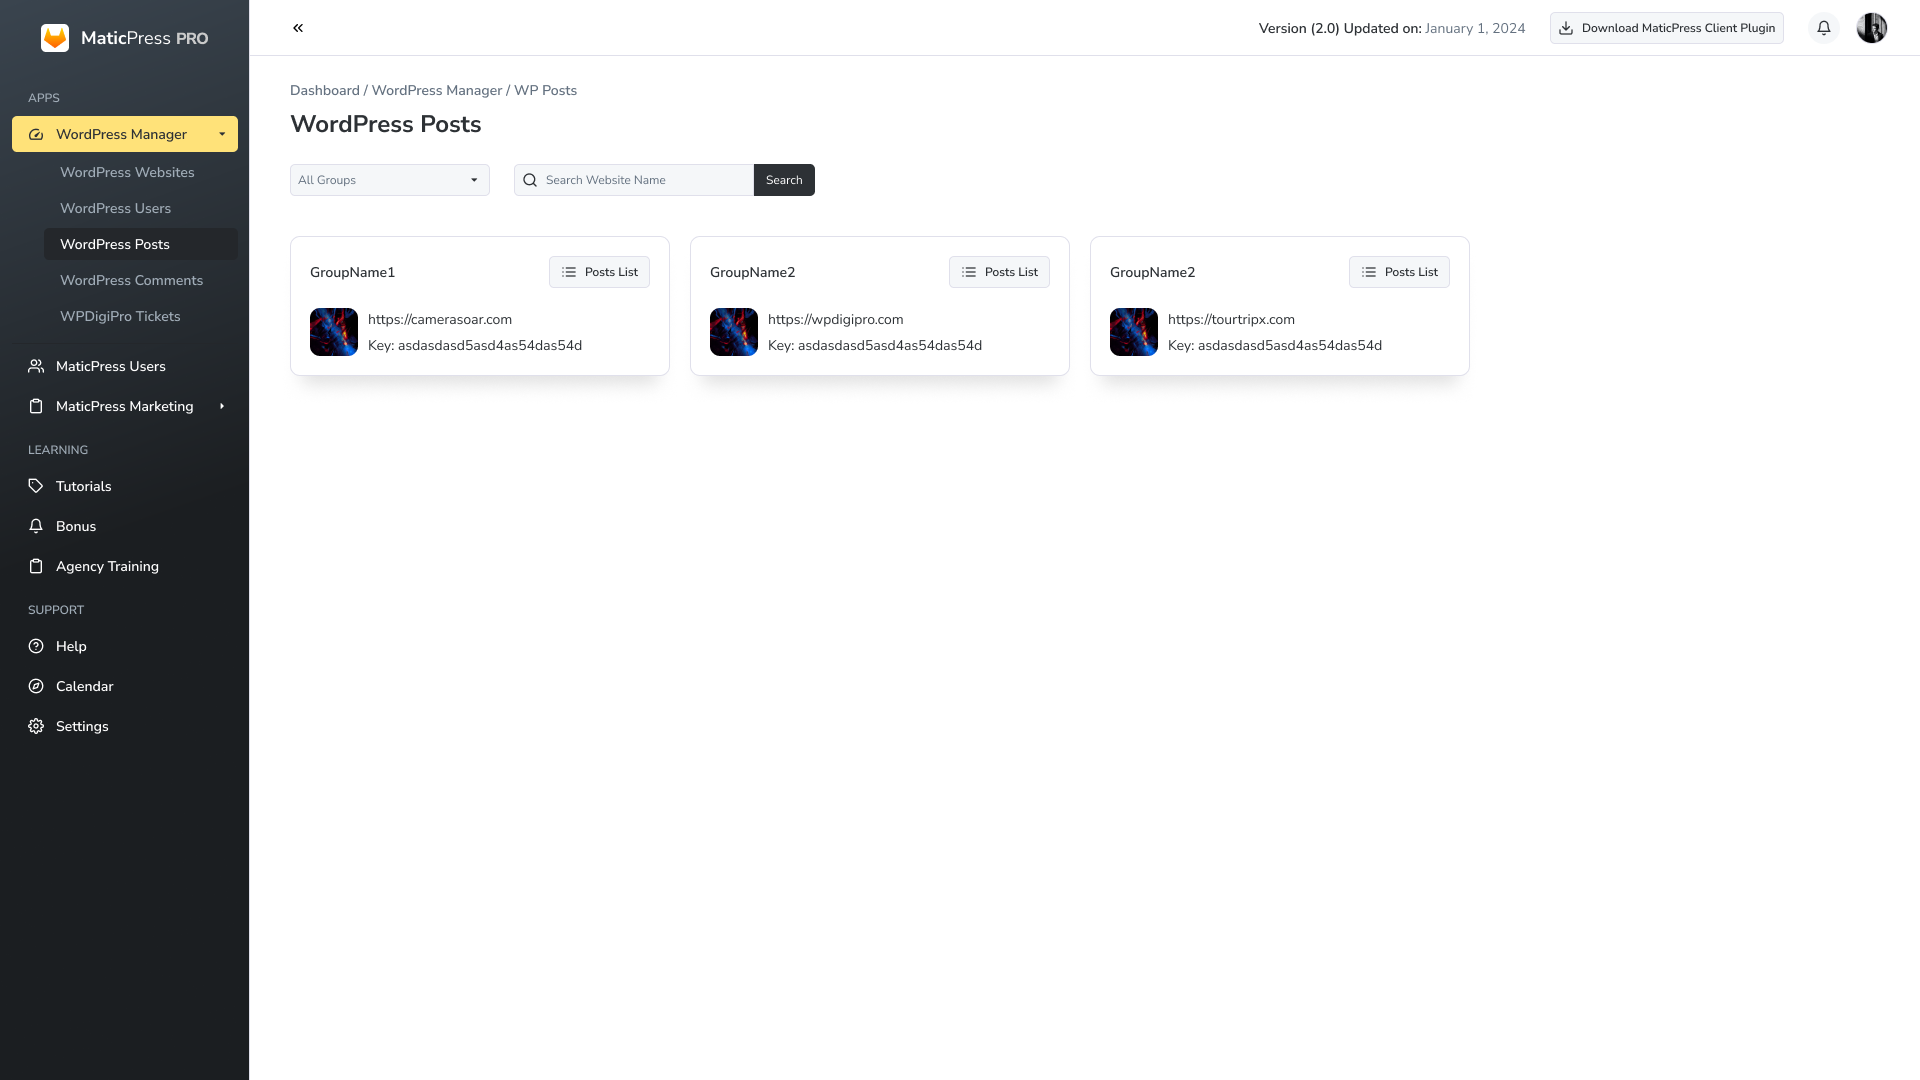 MaticPress PRO
APPS
WordPress Manager
WordPress Websites
WordPress Users
WordPress Posts
WordPress Comments
WPDigiPro Tickets
MaticPress Users
MaticPress Marketing
LEARNING
Tutorials
Bonus
Agency Training
SUPPORT
Help
Calendar
Settings
Version (2.0) Updated on: January 1, 2024
Download MaticPress Client Plugin
Dashboard / WordPress Manager / WP Posts
WordPress Posts
All Groups
Search Website Name
Search
GroupName1
Posts List
https://camerasoar.com
Key: asdasdasd5asd4as54das54d
GroupName2
Posts List
https://wpdigipro.com
Key: asdasdasd5asd4as54das54d
GroupName2
Posts List
https://tourtripx.com
Key: asdasdasd5asd4as54das54d